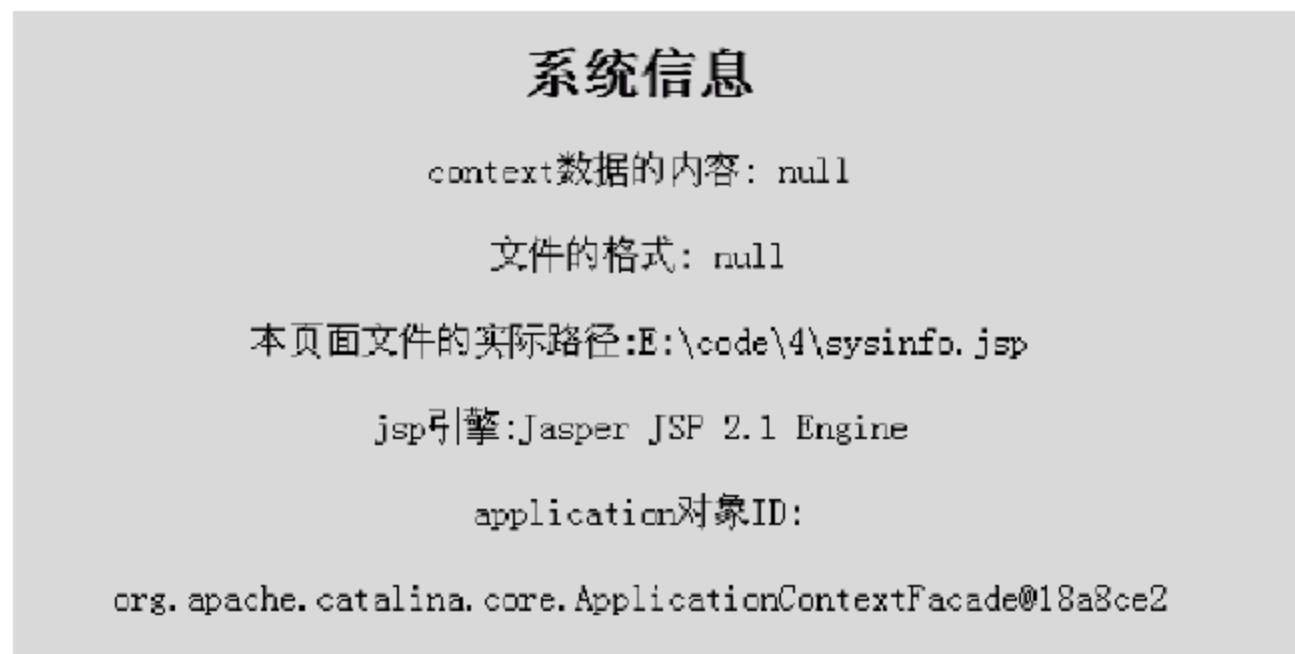 系统信息
context数据的内容: null
文件的格式: null
本页面文件的实际路径:E:\code\4\sysinfo.jsp
jsp引擎:Jasper JSP 2.1 Engine
application对象ID:
org.apache.catalina.core.ApplicationContextFacade@18a8ce2